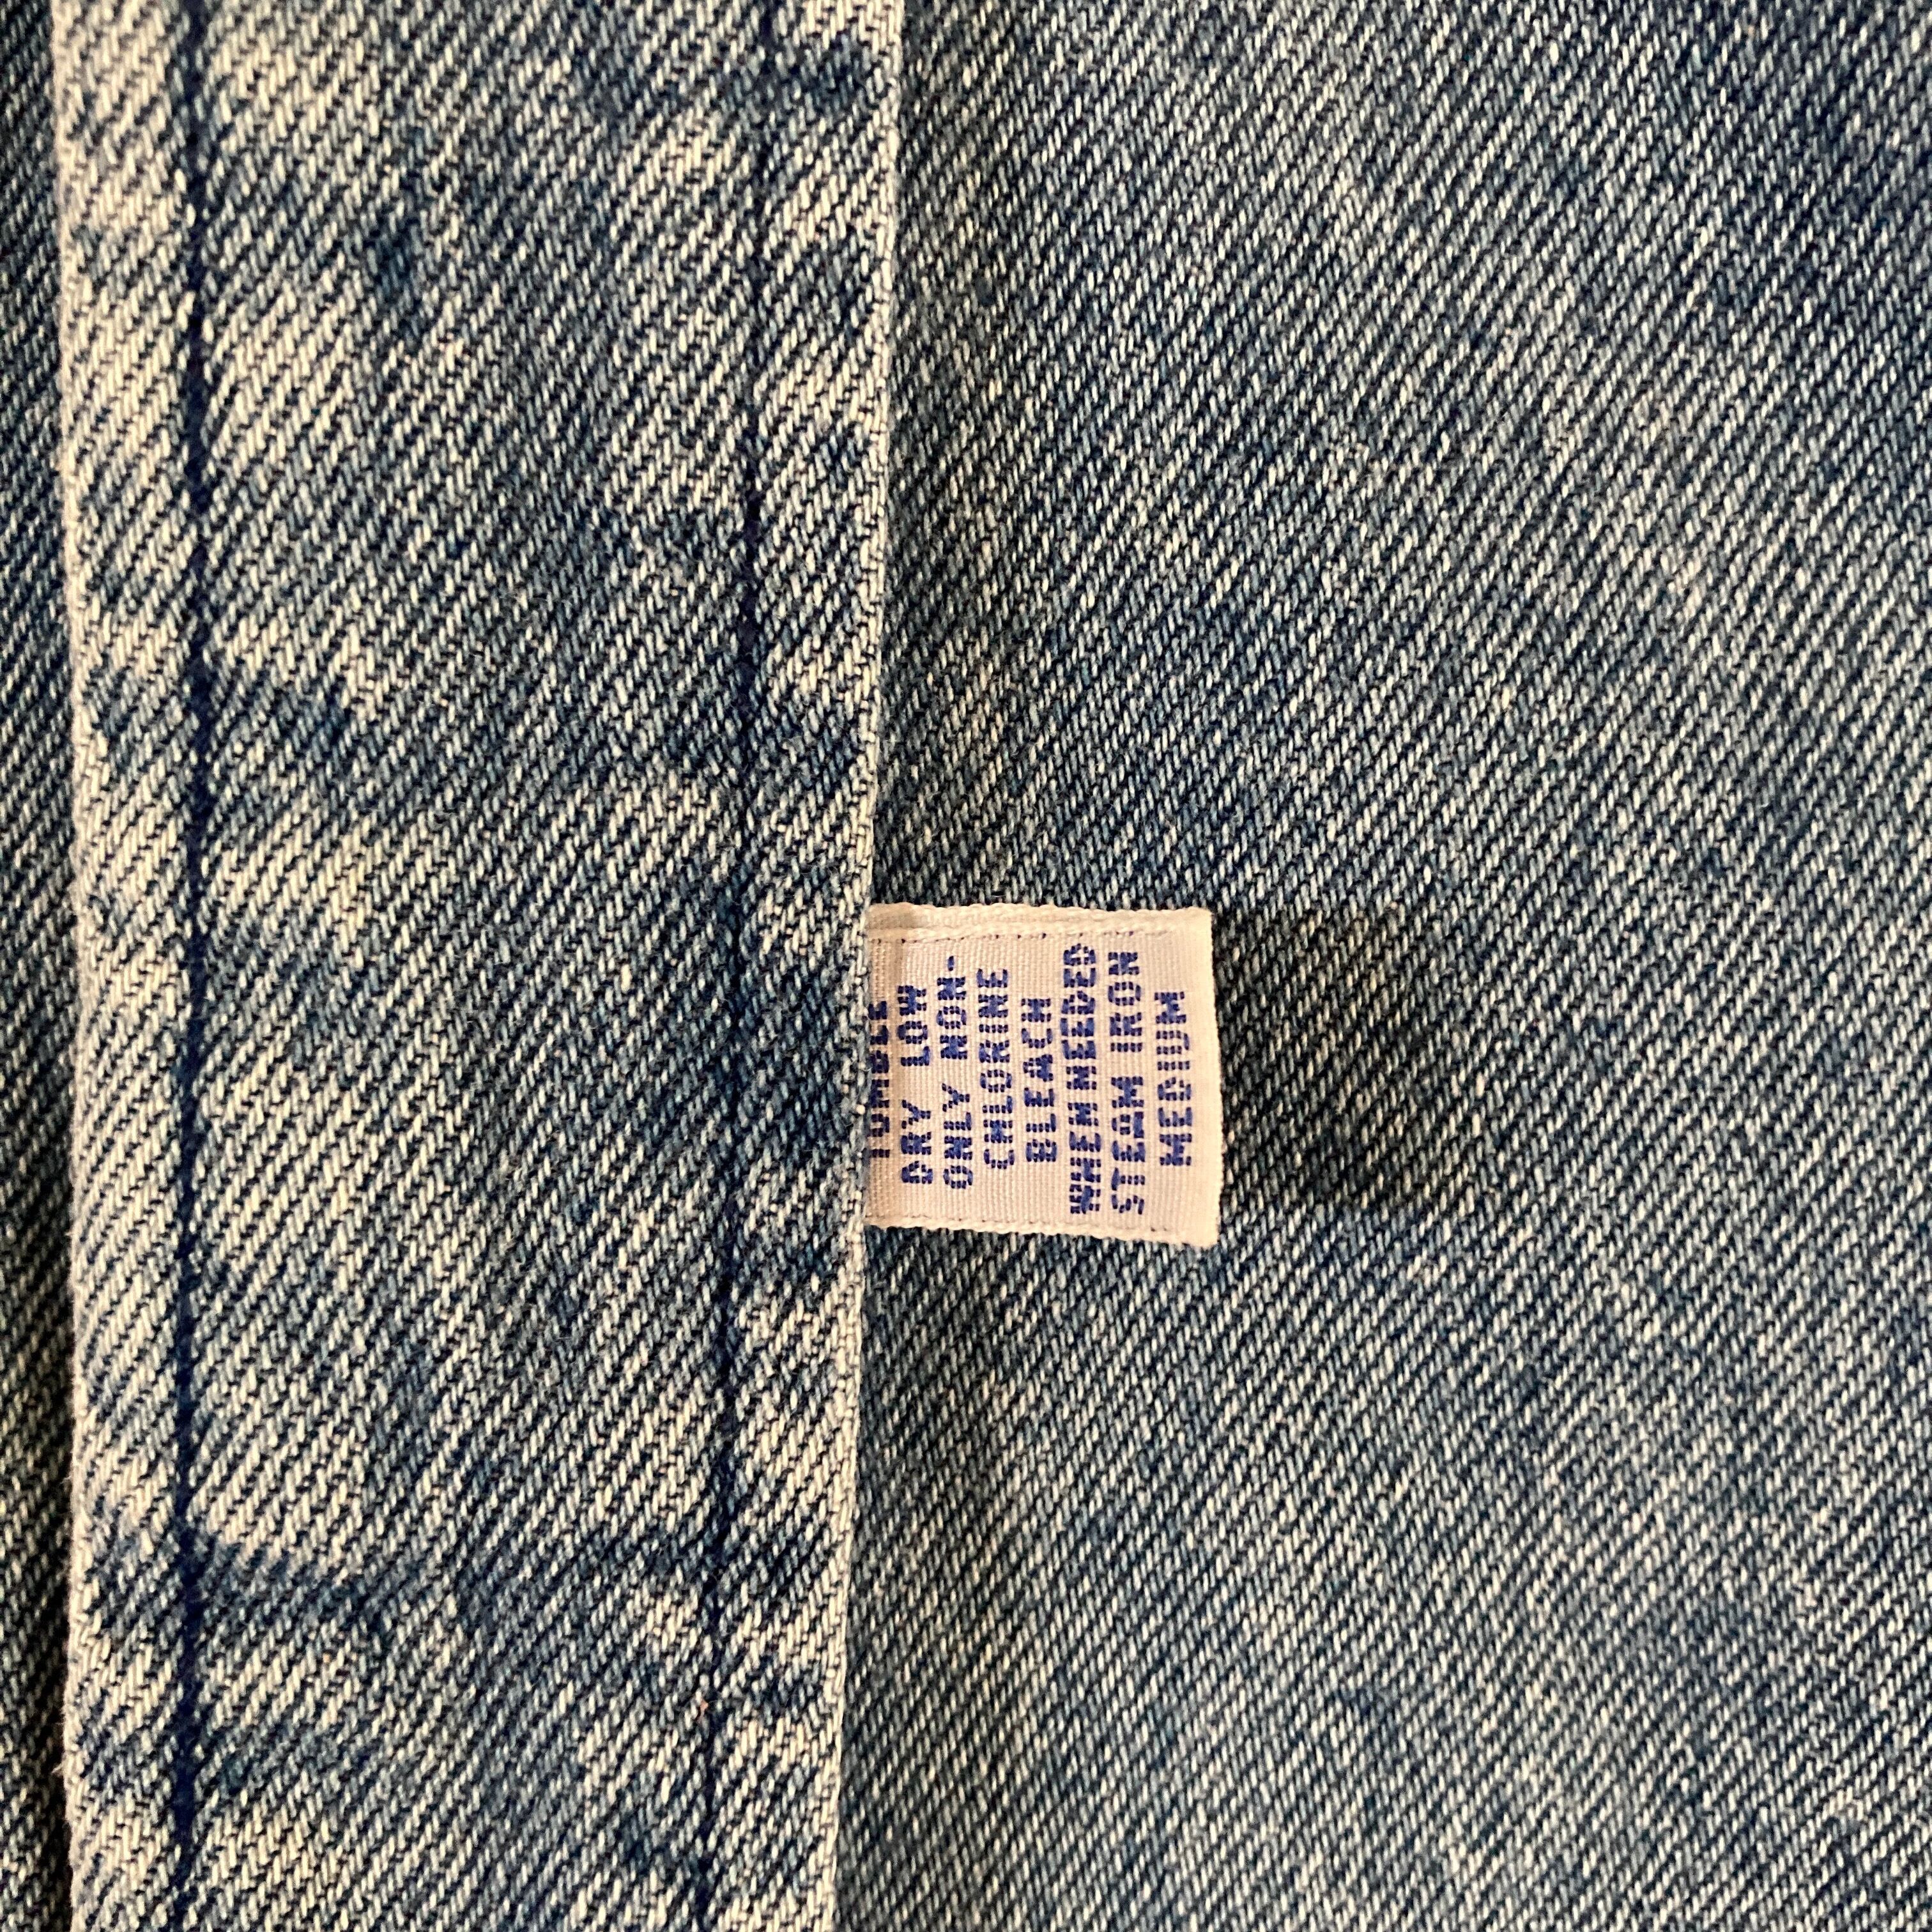 TUMBLE
DRY LOW
ONLY NON-
CHLORINE
BLEACH
WHEN NEEDED
STEAM IRON
MEDIUM